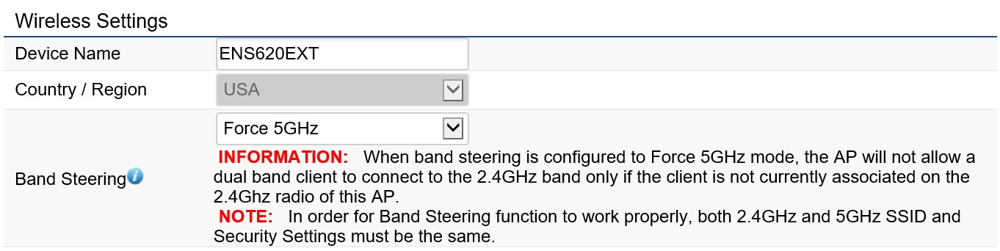 Wireless Settings
Device Name ENS620EXT
Country / Region USA
Force 5GHz
INFORMATION: When band steering is configured to Force 5GHz mode, the AP will not allow a
Band Steering dual band client to connect to the 2.4GHz band only if the client is not currently associated on the
2.4Ghz radio of this AP.
NOTE: In order for Band Steering function to work properly, both 2.4GHz and 5GHz SSID and
Security Settings must be the same.